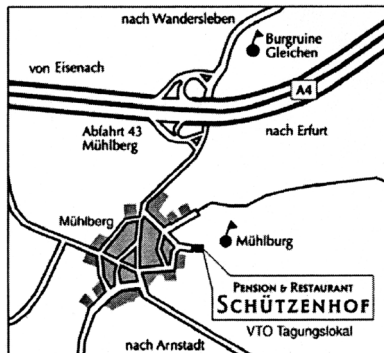 nach Wandersleben
Burgruine
Gleichen
von Eisenach
A4
Abfahrt 43
Mühlberg
nach Erfurt
Mühlberg
Mühlburg
PENSION & RESTAURANT
SCHÜTZENHOF
VTO Tagungslokal
nach Arnstadt